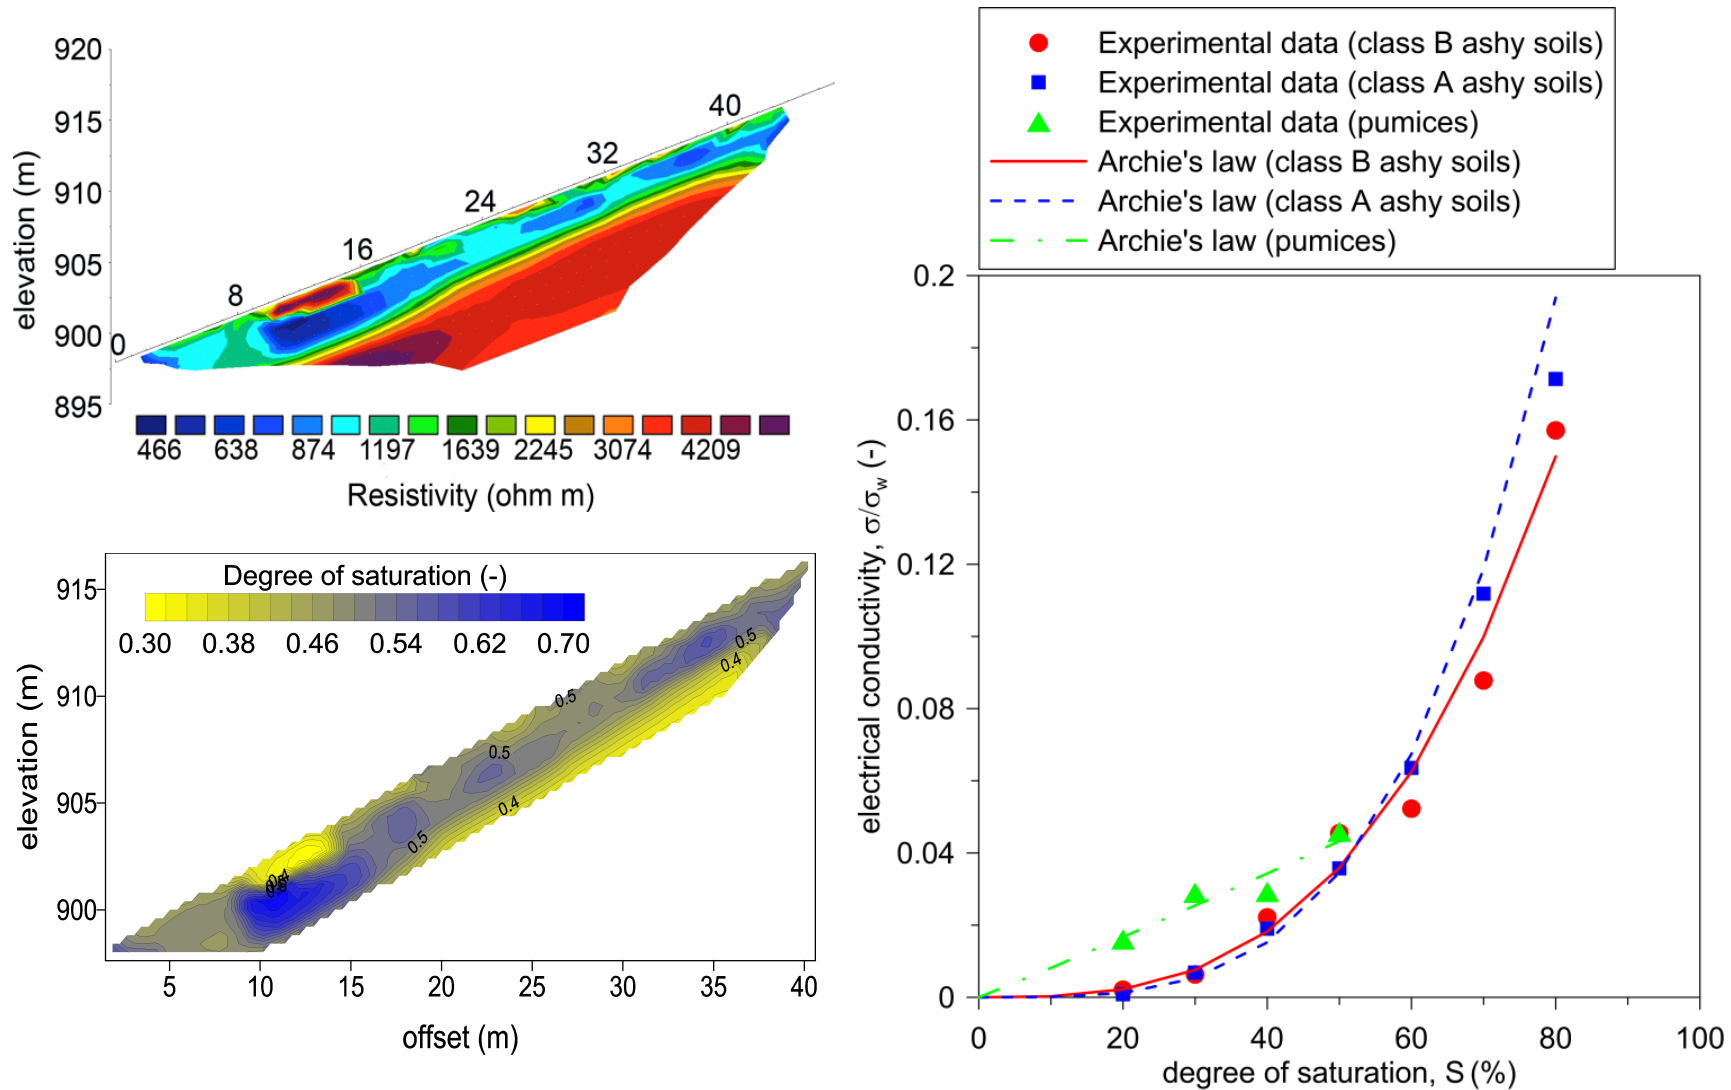 920
915
910
905
900
895
elevation (m)
0
8
16
24
32
40
466 638 874 1197 1639 2245 3074 4209
Resistivity (ohm m)
Degree of saturation (-)
0.30 0.38 0.46 0.54 0.62 0.70
915
910
905
900
elevation (m)
0.5
0.4
0.5
0.5
0.4
0.5
0.4
5 10 15 20 25 30 35 40
offset (m)
Experimental data (class B ashy soils)
Experimental data (class A ashy soils)
Experimental data (pumices)
Archie's law (class B ashy soils)
Archie's law (class A ashy soils)
Archie's law (pumices)
0.2
0.16
0.12
0.08
0.04
0
electrical conductivity, σ/σw (-)
0 20 40 60 80 100
degree of saturation, S (%)